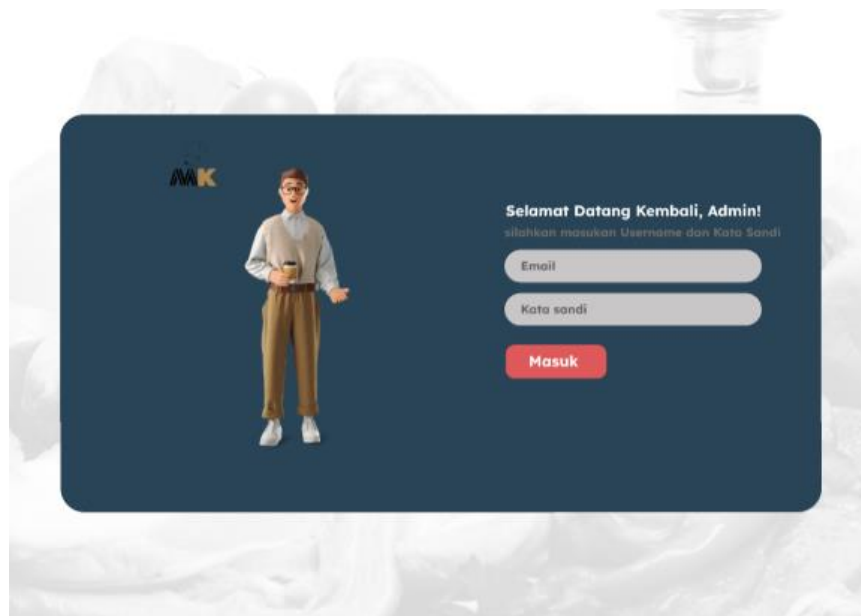 MK
Selamat Datang Kembali, Admin!
silahkan masukan Username dan Kata Sandi
Email
Kata sandi
Masuk